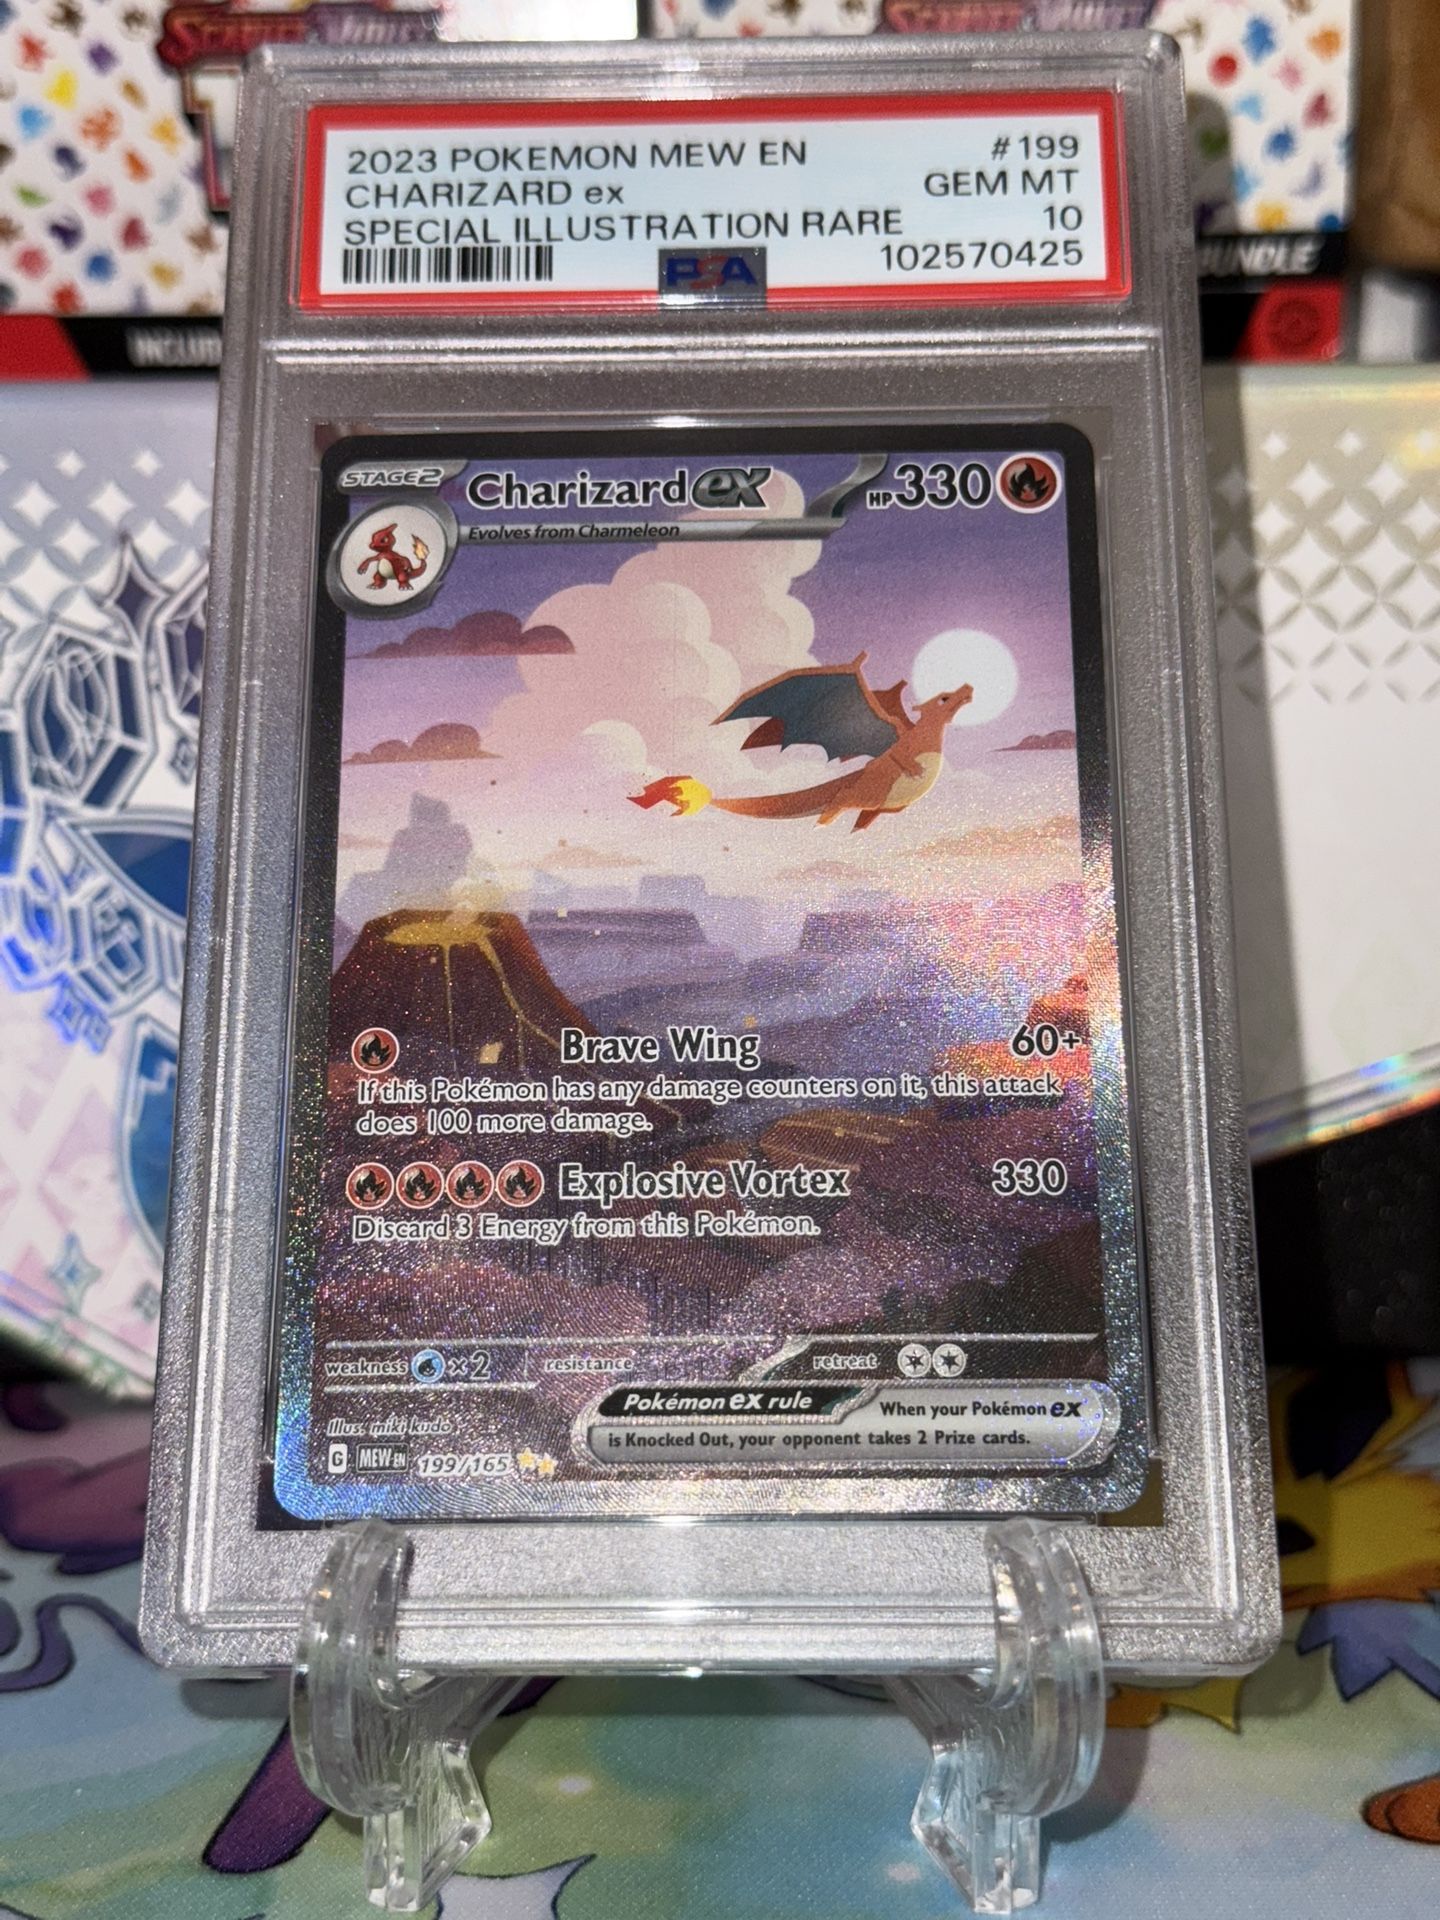 SCARLET & VIOLET
2023 POKEMON MEW EN #199
CHARIZARD ex GEM MT
SPECIAL ILLUSTRATION RARE 10
PSA 102570425
BUNDLE
STAGE2 Charizard ex HP 330
Evolves from Charmeleon
Brave Wing 60+
If this Pokémon has any damage counters on it, this attack
does 100 more damage.
Explosive Vortex 330
Discard 3 Energy from this Pokémon.
weakness ×2 resistance retreat
Pokémon ex rule When your Pokémon ex
is Knocked Out, your opponent takes 2 Prize cards.
Illus. miki kudo
G MEW EN 199/165